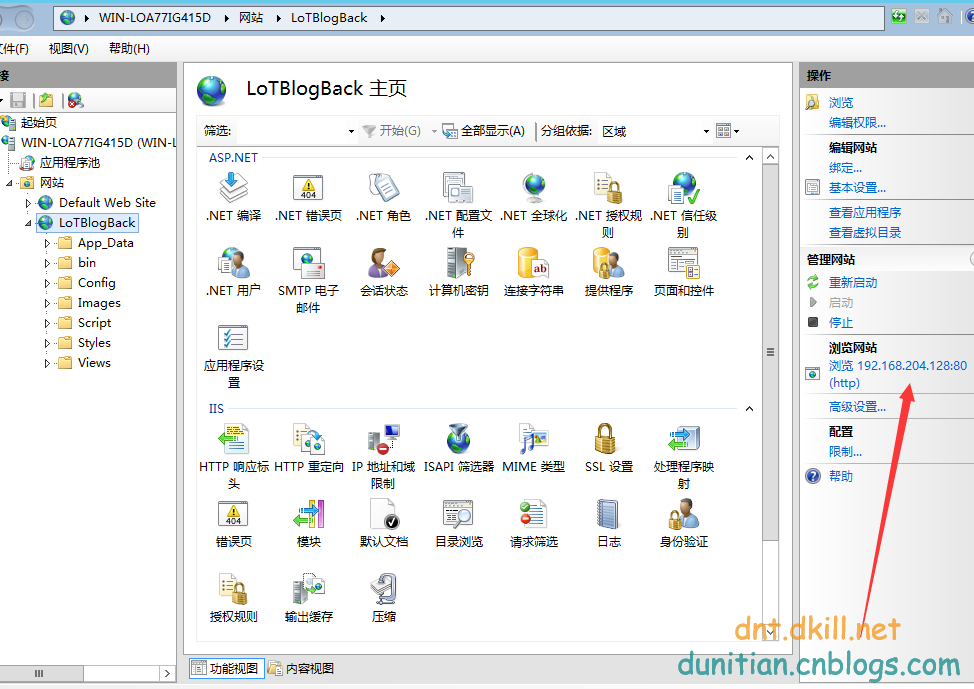 WIN-LOA77IG415D 网站 LoTBlogBack
文件(F) 视图(V) 帮助(H)
接
起始页
WIN-LOA77IG415D (WIN-L
应用程序池
网站
Default Web Site
LoTBlogBack
App_Data
bin
Config
Images
Script
Styles
Views
LoTBlogBack 主页
筛选: 开始(G) 全部显示(A) 分组依据: 区域
ASP.NET
.NET 编译 .NET 错误页 .NET 角色 .NET 配置文 .NET 全球化 .NET 授权规 .NET 信任级
件 则 别
.NET 用户 SMTP 电子 会话状态 计算机密钥 连接字符串 提供程序 页面和控件
邮件
应用程序设
置
IIS
HTTP 响应标 HTTP 重定向 IP 地址和域 ISAPI 筛选器 MIME 类型 SSL 设置 处理程序映
头 限制 射
404
错误页 模块 默认文档 目录浏览 请求筛选 日志 身份验证
授权规则 输出缓存 压缩
功能视图 内容视图
操作
浏览
编辑权限...
编辑网站
绑定...
基本设置...
查看应用程序
查看虚拟目录
管理网站
重新启动
启动
停止
浏览网站
浏览 192.168.204.128:80
(http)
高级设置...
配置
限制...
帮助
dnt.dkill.net
dunitian.cnblogs.com